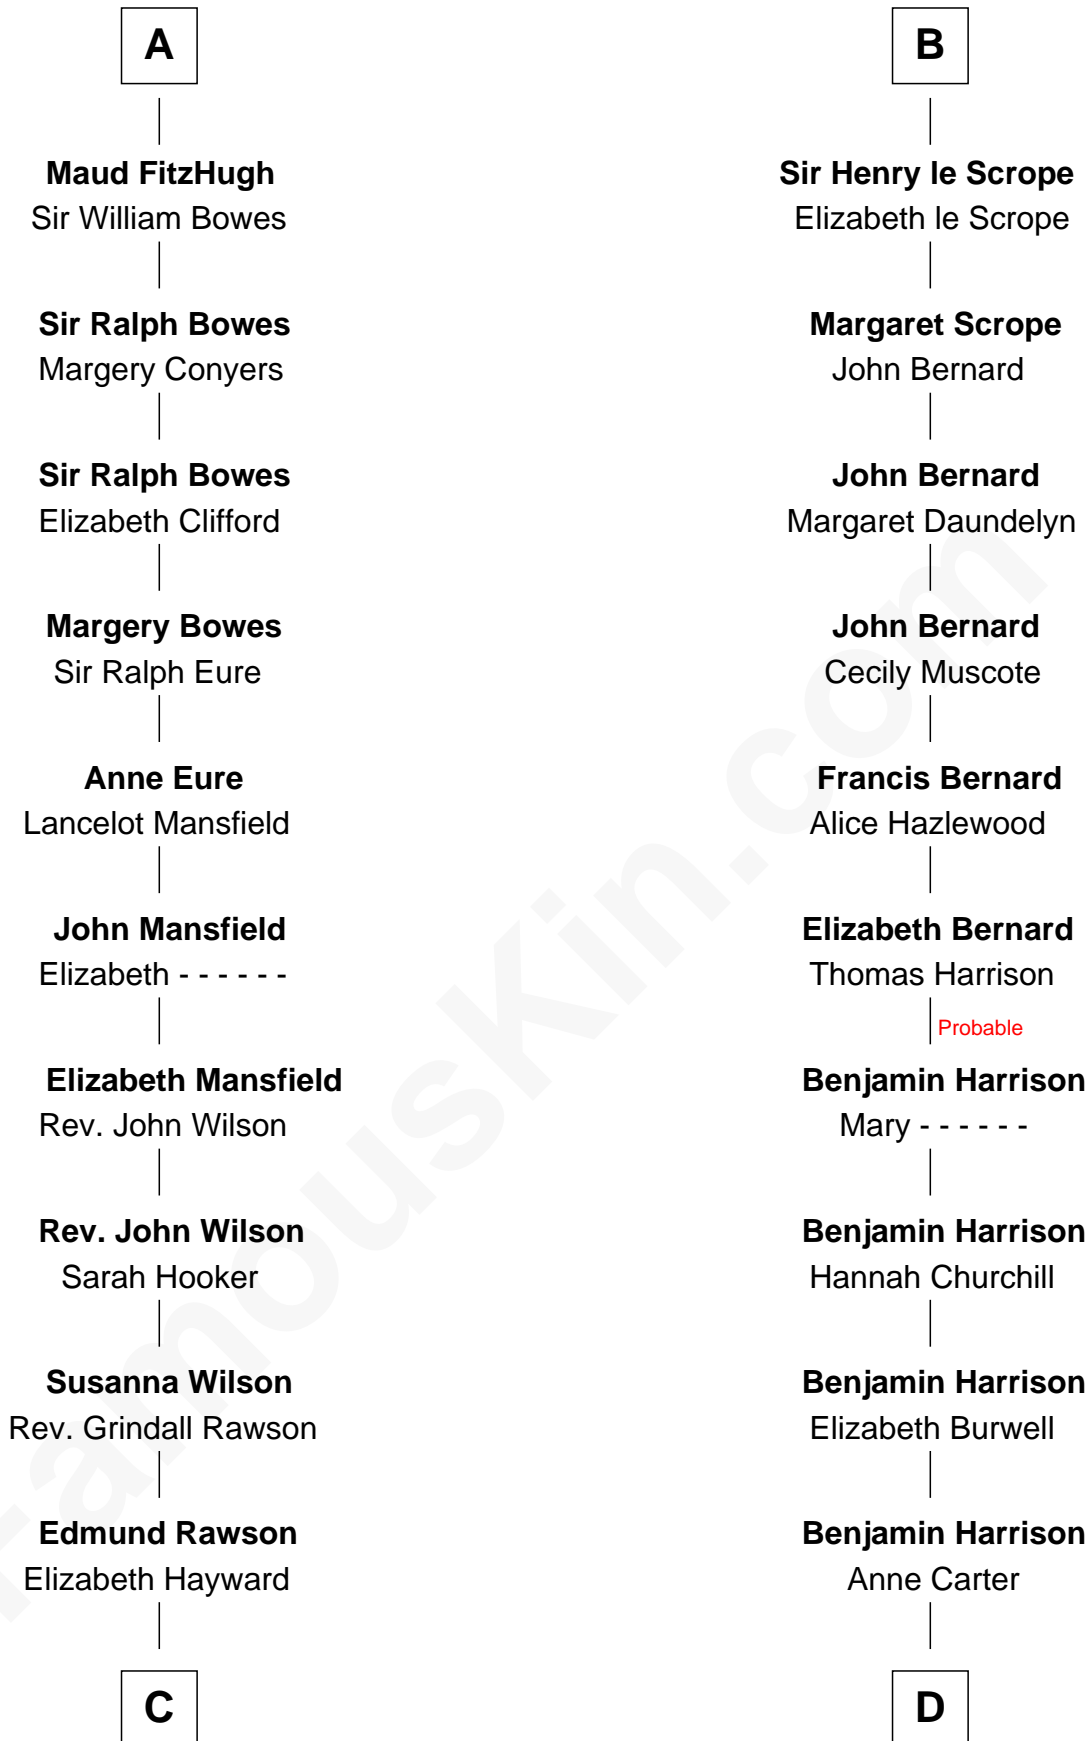 A
Maud FitzHugh
Sir William Bowes
Sir Ralph Bowes
Margery Conyers
Sir Ralph Bowes
Elizabeth Clifford
Margery Bowes
Sir Ralph Eure
Anne Eure
Lancelot Mansfield
John Mansfield
Elizabeth - - - - - -
Elizabeth Mansfield
Rev. John Wilson
Rev. John Wilson
Sarah Hooker
Susanna Wilson
Rev. Grindall Rawson
Edmund Rawson
Elizabeth Hayward
C
B
Sir Henry le Scrope
Elizabeth le Scrope
Margaret Scrope
John Bernard
John Bernard
Margaret Daundelyn
John Bernard
Cecily Muscote
Francis Bernard
Alice Hazlewood
Elizabeth Bernard
Thomas Harrison
Probable
Benjamin Harrison
Mary - - - - - -
Benjamin Harrison
Hannah Churchill
Benjamin Harrison
Elizabeth Burwell
Benjamin Harrison
Anne Carter
D
FamousKin.com